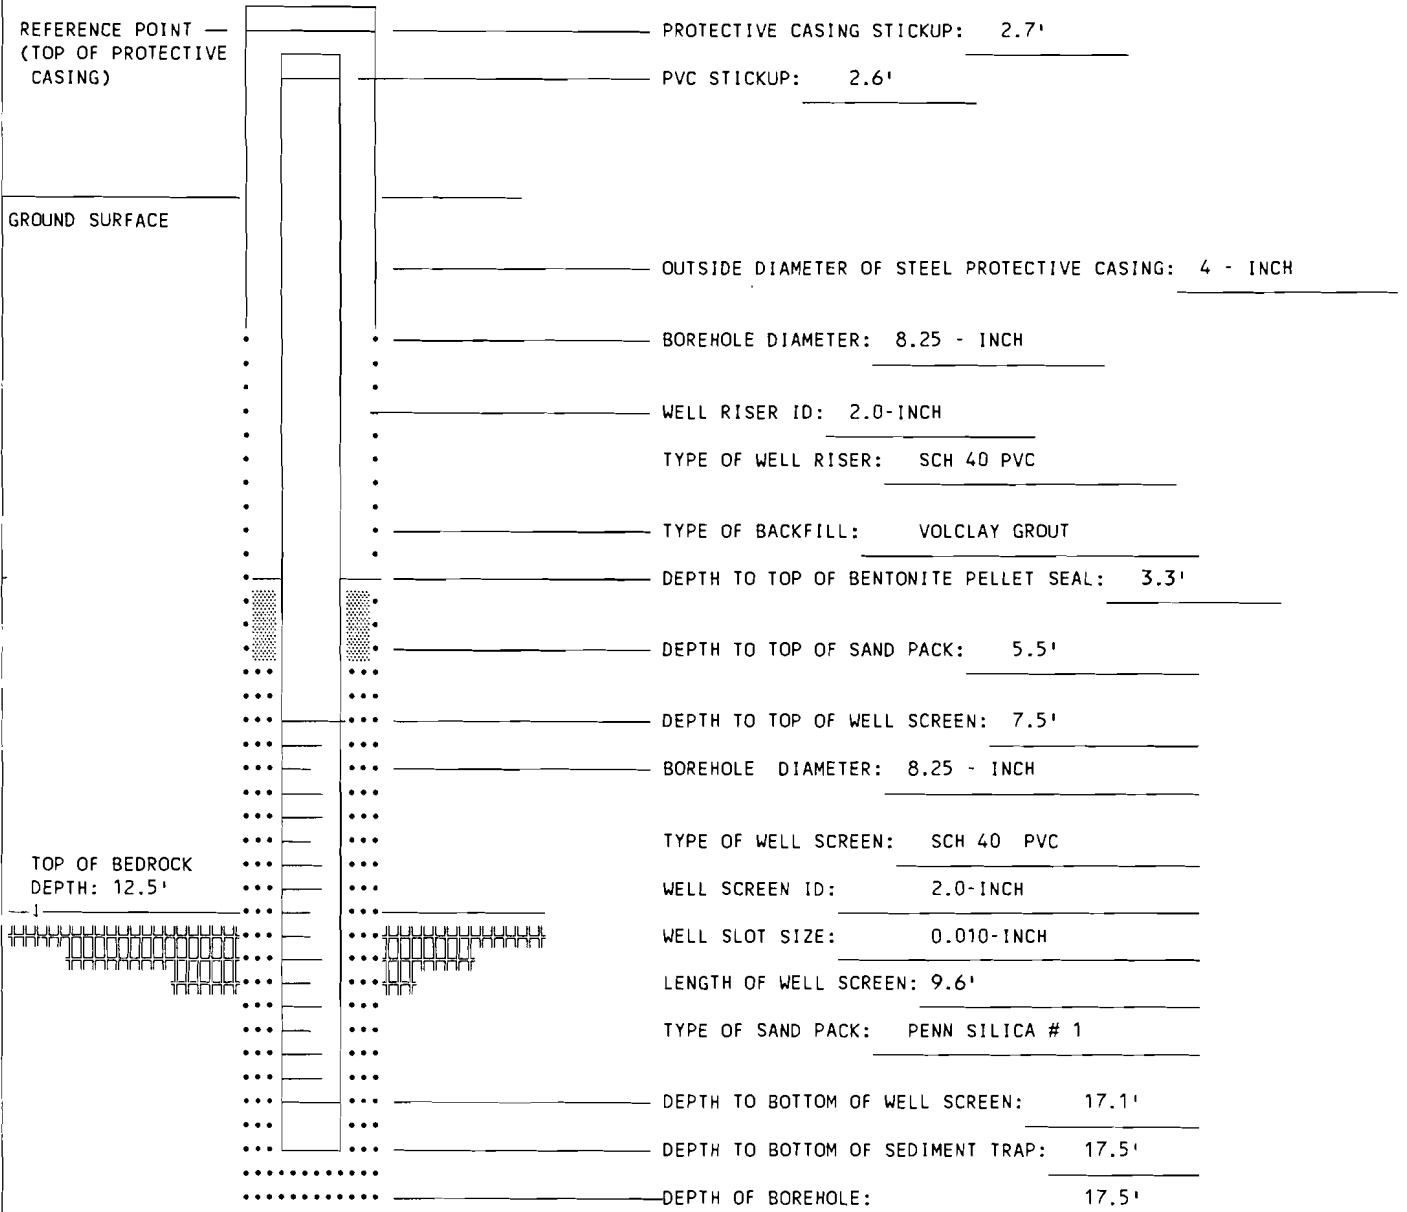 REFERENCE POINT —
(TOP OF PROTECTIVE
CASING)
PROTECTIVE CASING STICKUP: 2.7'
PVC STICKUP: 2.6'
GROUND SURFACE
OUTSIDE DIAMETER OF STEEL PROTECTIVE CASING: 4 - INCH
BOREHOLE DIAMETER: 8.25 - INCH
WELL RISER ID: 2.0-INCH
TYPE OF WELL RISER: SCH 40 PVC
TYPE OF BACKFILL: VOLCLAY GROUT
DEPTH TO TOP OF BENTONITE PELLET SEAL: 3.3'
DEPTH TO TOP OF SAND PACK: 5.5'
DEPTH TO TOP OF WELL SCREEN: 7.5'
BOREHOLE DIAMETER: 8.25 - INCH
TYPE OF WELL SCREEN: SCH 40 PVC
TOP OF BEDROCK
DEPTH: 12.5'
WELL SCREEN ID: 2.0-INCH
WELL SLOT SIZE: 0.010-INCH
LENGTH OF WELL SCREEN: 9.6'
TYPE OF SAND PACK: PENN SILICA # 1
DEPTH TO BOTTOM OF WELL SCREEN: 17.1'
DEPTH TO BOTTOM OF SEDIMENT TRAP: 17.5'
DEPTH OF BOREHOLE: 17.5'